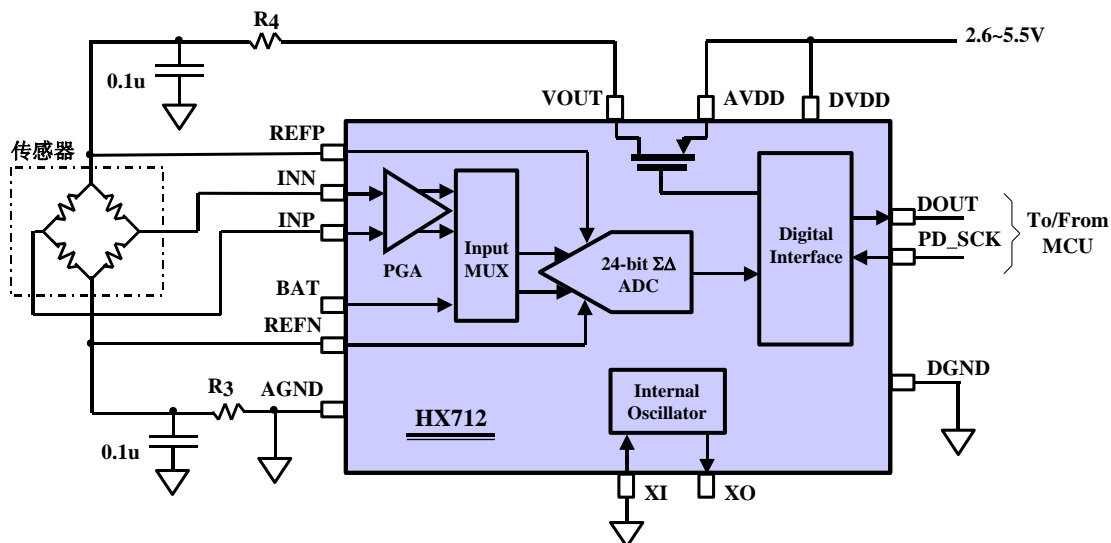 R4
2.6~5.5V
0.1u
VOUT
AVDD
DVDD
REFP
传感器
INN
INP
PGA
Input
MUX
24-bit ΣΔ
ADC
Digital
Interface
DOUT
PD_SCK
To/From
MCU
BAT
REFN
R3
AGND
DGND
Internal
Oscillator
HX712
0.1u
XI
XO